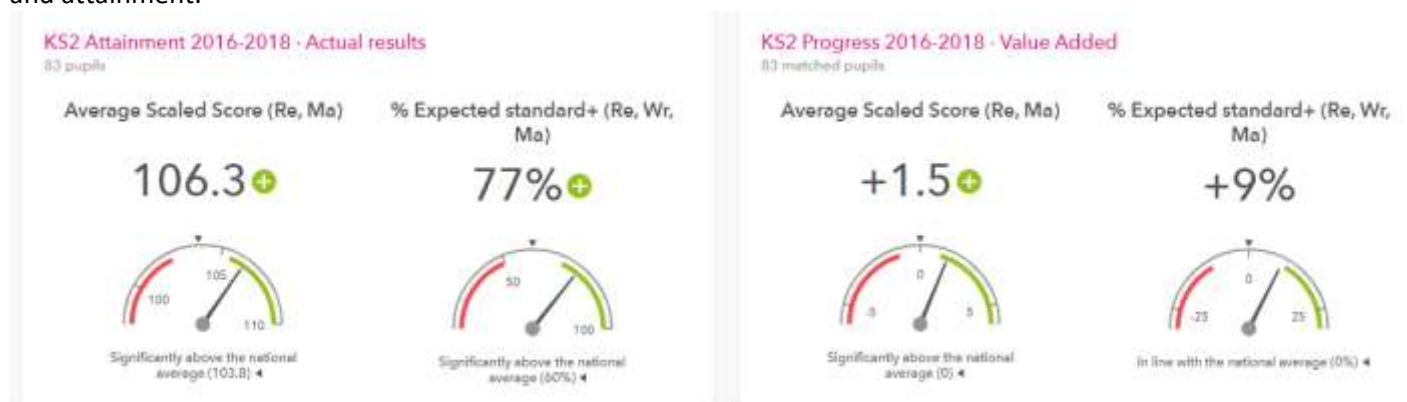 and attainment.
KS2 Attainment 2016-2018 - Actual results
83 pupils
Average Scaled Score (Re, Ma)
106.3
100
105
110
Significantly above the national
average (103.8)
% Expected standard+ (Re, Wr,
Ma)
77%
50
100
Significantly above the national
average (60%)
KS2 Progress 2016-2018 - Value Added
83 matched pupils
Average Scaled Score (Re, Ma)
+1.5
-5
0
5
Significantly above the national
average (0)
% Expected standard+ (Re, Wr,
Ma)
+9%
-25
0
25
In line with the national average (0%)